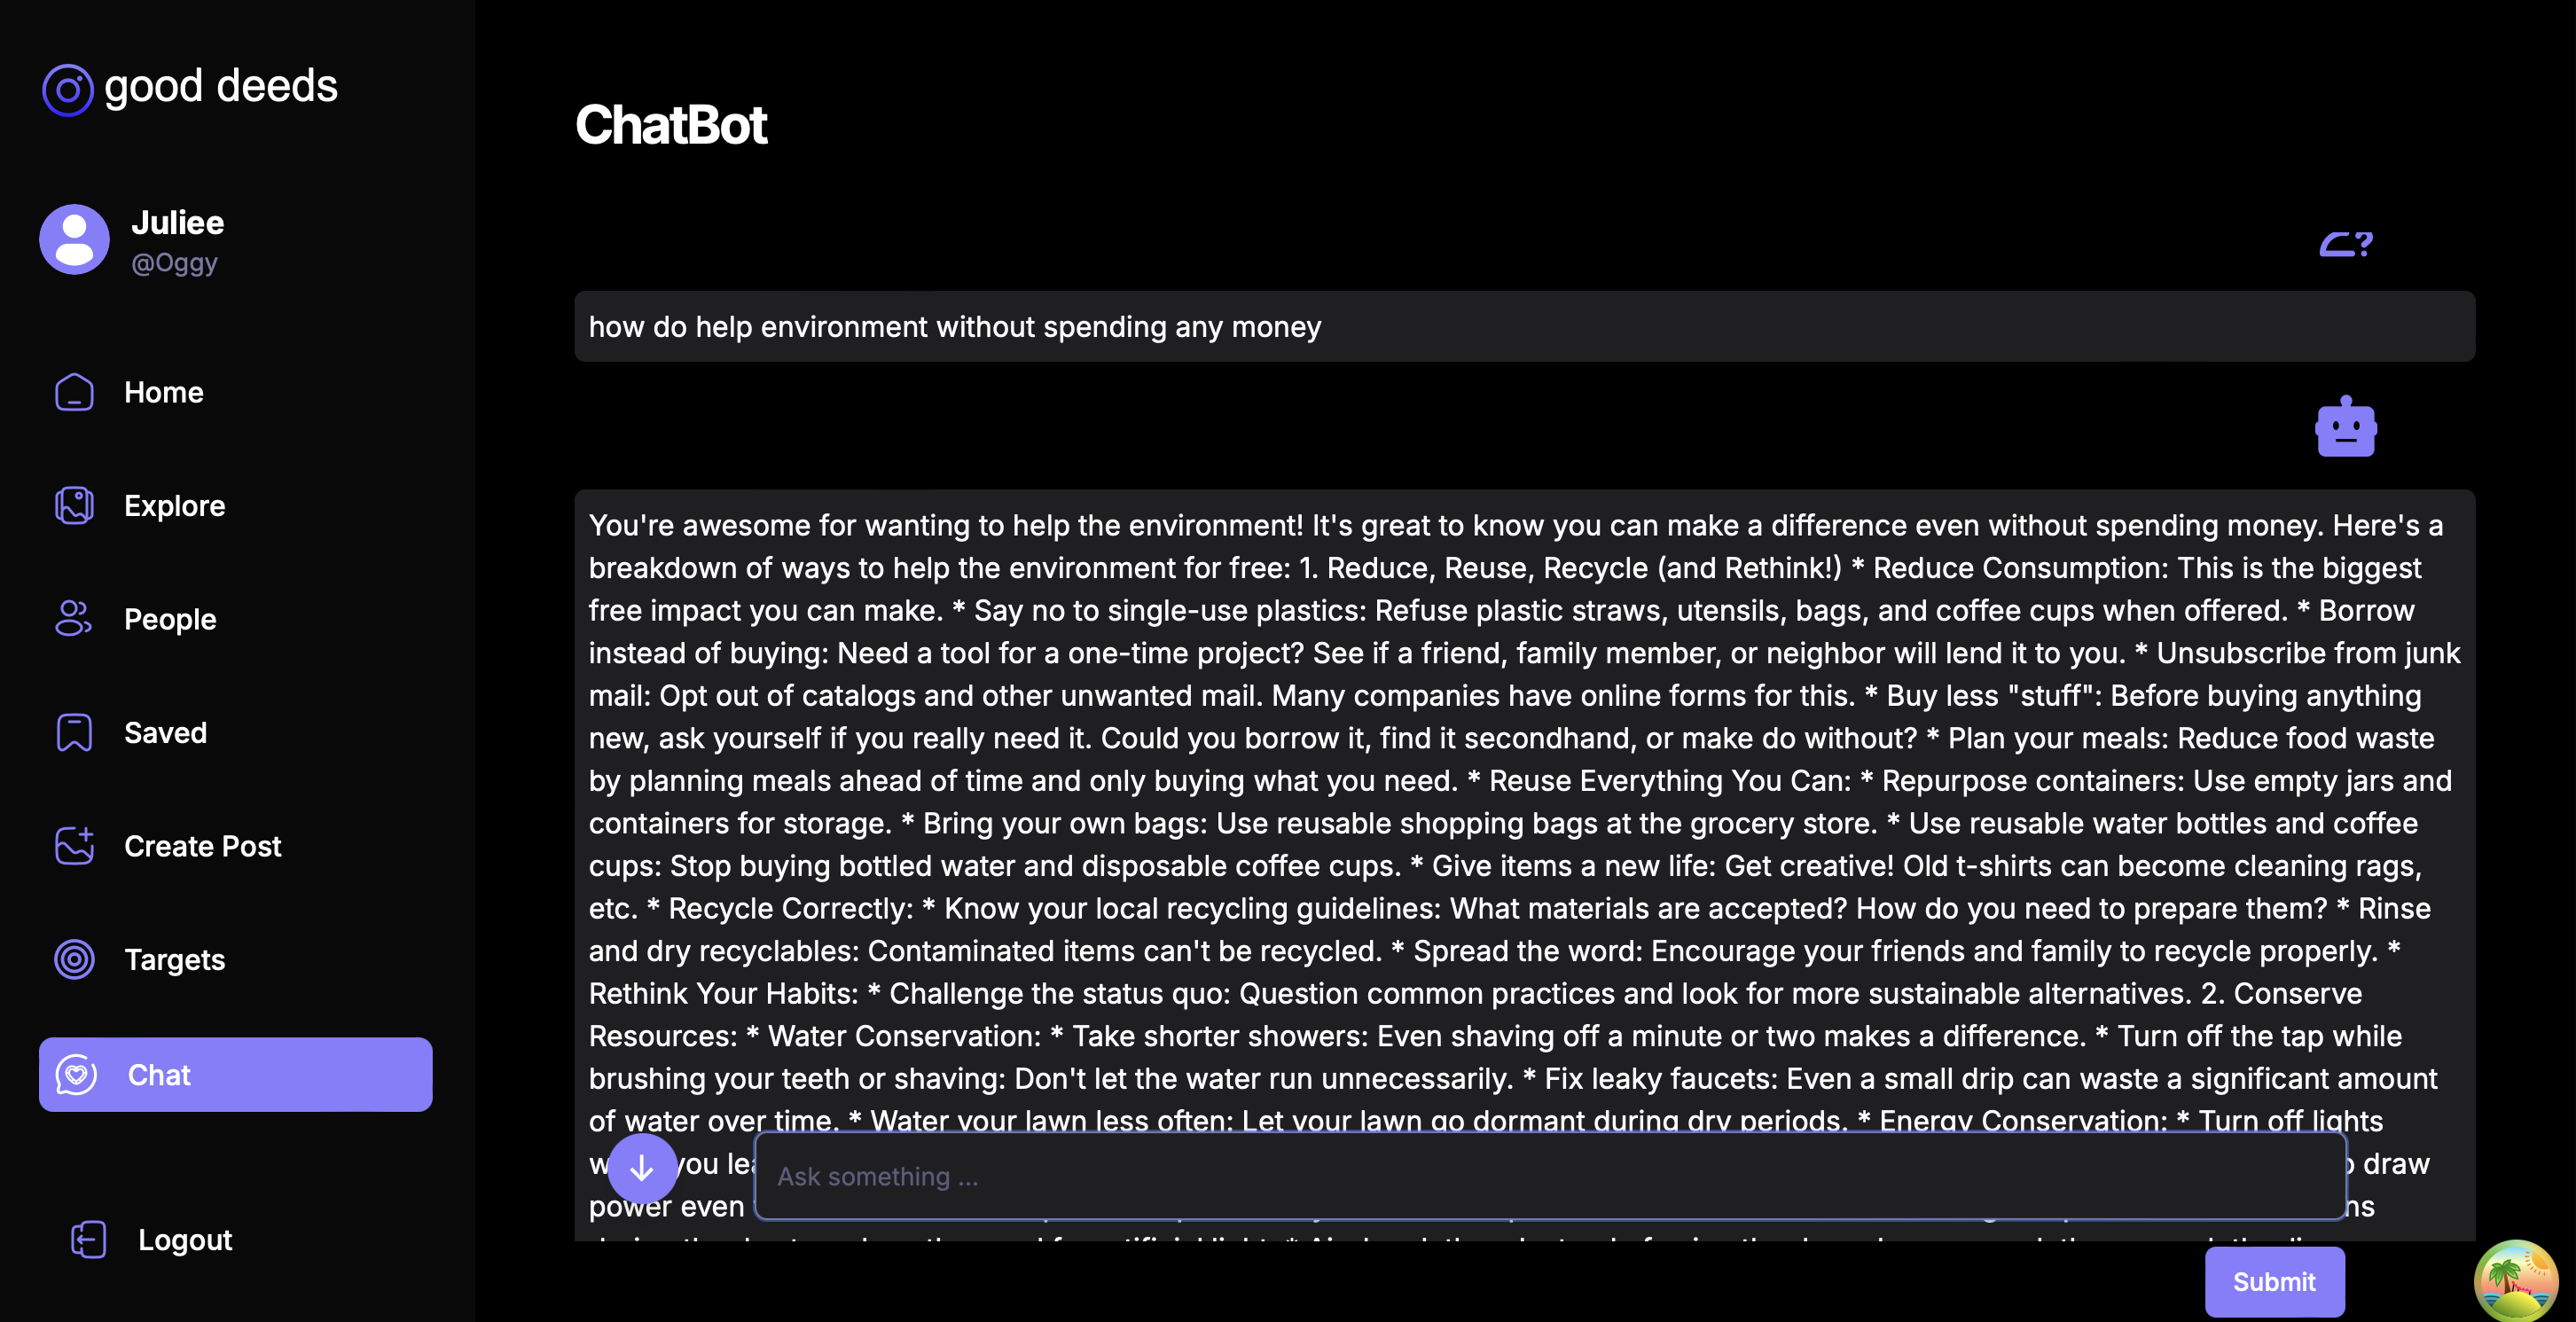 good deeds
Juliee
@Oggy
Home
Explore
People
Saved
Create Post
Targets
Chat
Logout
ChatBot
?
how do help environment without spending any money
You're awesome for wanting to help the environment! It's great to know you can make a difference even without spending money. Here's a
breakdown of ways to help the environment for free: 1. Reduce, Reuse, Recycle (and Rethink!) * Reduce Consumption: This is the biggest
free impact you can make. * Say no to single-use plastics: Refuse plastic straws, utensils, bags, and coffee cups when offered. * Borrow
instead of buying: Need a tool for a one-time project? See if a friend, family member, or neighbor will lend it to you. * Unsubscribe from junk
mail: Opt out of catalogs and other unwanted mail. Many companies have online forms for this. * Buy less "stuff": Before buying anything
new, ask yourself if you really need it. Could you borrow it, find it secondhand, or make do without? * Plan your meals: Reduce food waste
by planning meals ahead of time and only buying what you need. * Reuse Everything You Can: * Repurpose containers: Use empty jars and
containers for storage. * Bring your own bags: Use reusable shopping bags at the grocery store. * Use reusable water bottles and coffee
cups: Stop buying bottled water and disposable coffee cups. * Give items a new life: Get creative! Old t-shirts can become cleaning rags,
etc. * Recycle Correctly: * Know your local recycling guidelines: What materials are accepted? How do you need to prepare them? * Rinse
and dry recyclables: Contaminated items can't be recycled. * Spread the word: Encourage your friends and family to recycle properly. *
Rethink Your Habits: * Challenge the status quo: Question common practices and look for more sustainable alternatives. 2. Conserve
Resources: * Water Conservation: * Take shorter showers: Even shaving off a minute or two makes a difference. * Turn off the tap while
brushing your teeth or shaving: Don't let the water run unnecessarily. * Fix leaky faucets: Even a small drip can waste a significant amount
of water over time. * Water your lawn less often: Let your lawn go dormant during dry periods. * Energy Conservation: * Turn off lights
you draw
power even
Ask something ...
Submit